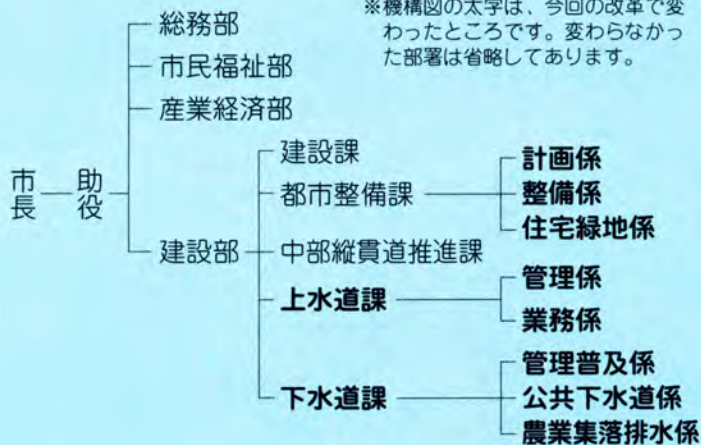 ※機構図の太字は、今回の改革で変
わったところです。変わらなかっ
た部署は省略してあります。
市長
助役
総務部
市民福祉部
産業経済部
建設部
建設課
都市整備課
計画係
整備係
住宅緑地係
中部縦貫道推進課
上水道課
管理係
業務係
下水道課
管理普及係
公共下水道係
農業集落排水係